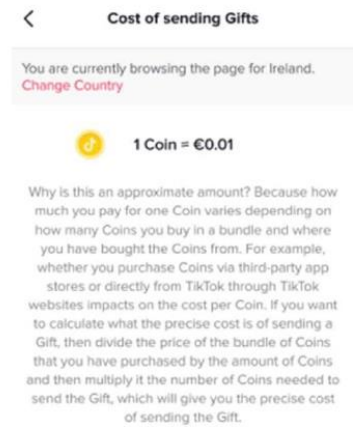 Cost of sending Gifts
You are currently browsing the page for Ireland.
Change Country
1 Coin = €0.01
Why is this an approximate amount? Because how
much you pay for one Coin varies depending on
how many Coins you buy in a bundle and where
you have bought the Coins from. For example,
whether you purchase Coins via third-party app
stores or directly from TikTok through TikTok
websites impacts on the cost per Coin. If you want
to calculate what the precise cost is of sending a
Gift, then divide the price of the bundle of Coins
that you have purchased by the amount of Coins
and then multiply it the number of Coins needed to
send the Gift, which will give you the precise cost
of sending the Gift.